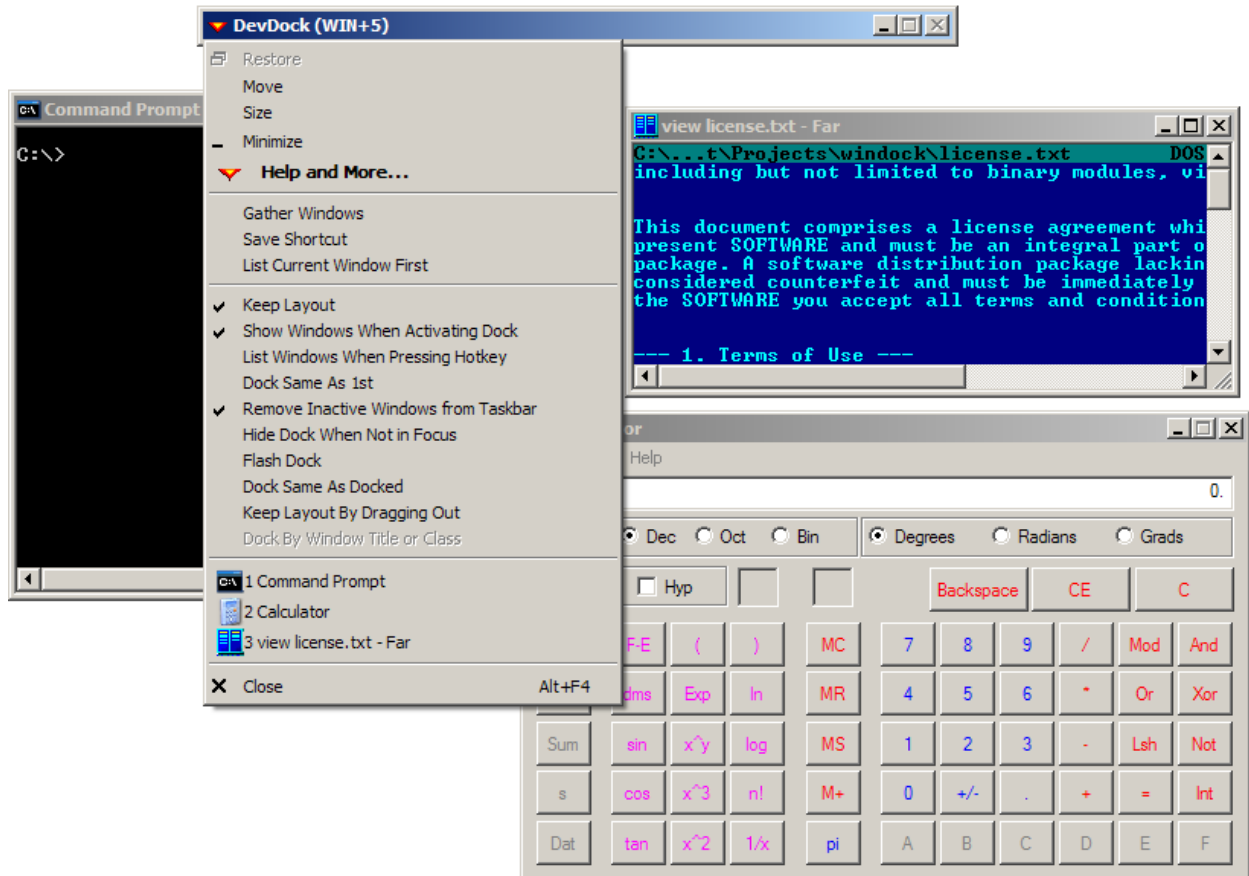 DevDock (WIN+5)
Restore
Move
Size
Minimize
Help and More...
Gather Windows
Save Shortcut
List Current Window First
Keep Layout
Show Windows When Activating Dock
List Windows When Pressing Hotkey
Dock Same As 1st
Remove Inactive Windows from Taskbar
Hide Dock When Not in Focus
Flash Dock
Dock Same As Docked
Keep Layout By Dragging Out
Dock By Window Title or Class
1 Command Prompt
2 Calculator
3 view license.txt - Far
Close Alt+F4
Command Prompt
C:\>
view license.txt - Far
C:\...t\Projects\windock\license.txt DOS
including but not limited to binary modules, vi
This document comprises a license agreement whi
present SOFTWARE and must be an integral part o
package. A software distribution package lackin
considered counterfeit and must be immediately
the SOFTWARE you accept all terms and condition
--- 1. Terms of Use ---
or
Help
0.
Dec Oct Bin Degrees Radians Grads
Hyp Backspace CE C
F-E ( ) MC 7 8 9 / Mod And
dms Exp ln MR 4 5 6 * Or Xor
Sum sin x^y log MS 1 2 3 - Lsh Not
s cos x^3 n! M+ 0 +/- . + = Int
Dat tan x^2 1/x pi A B C D E F